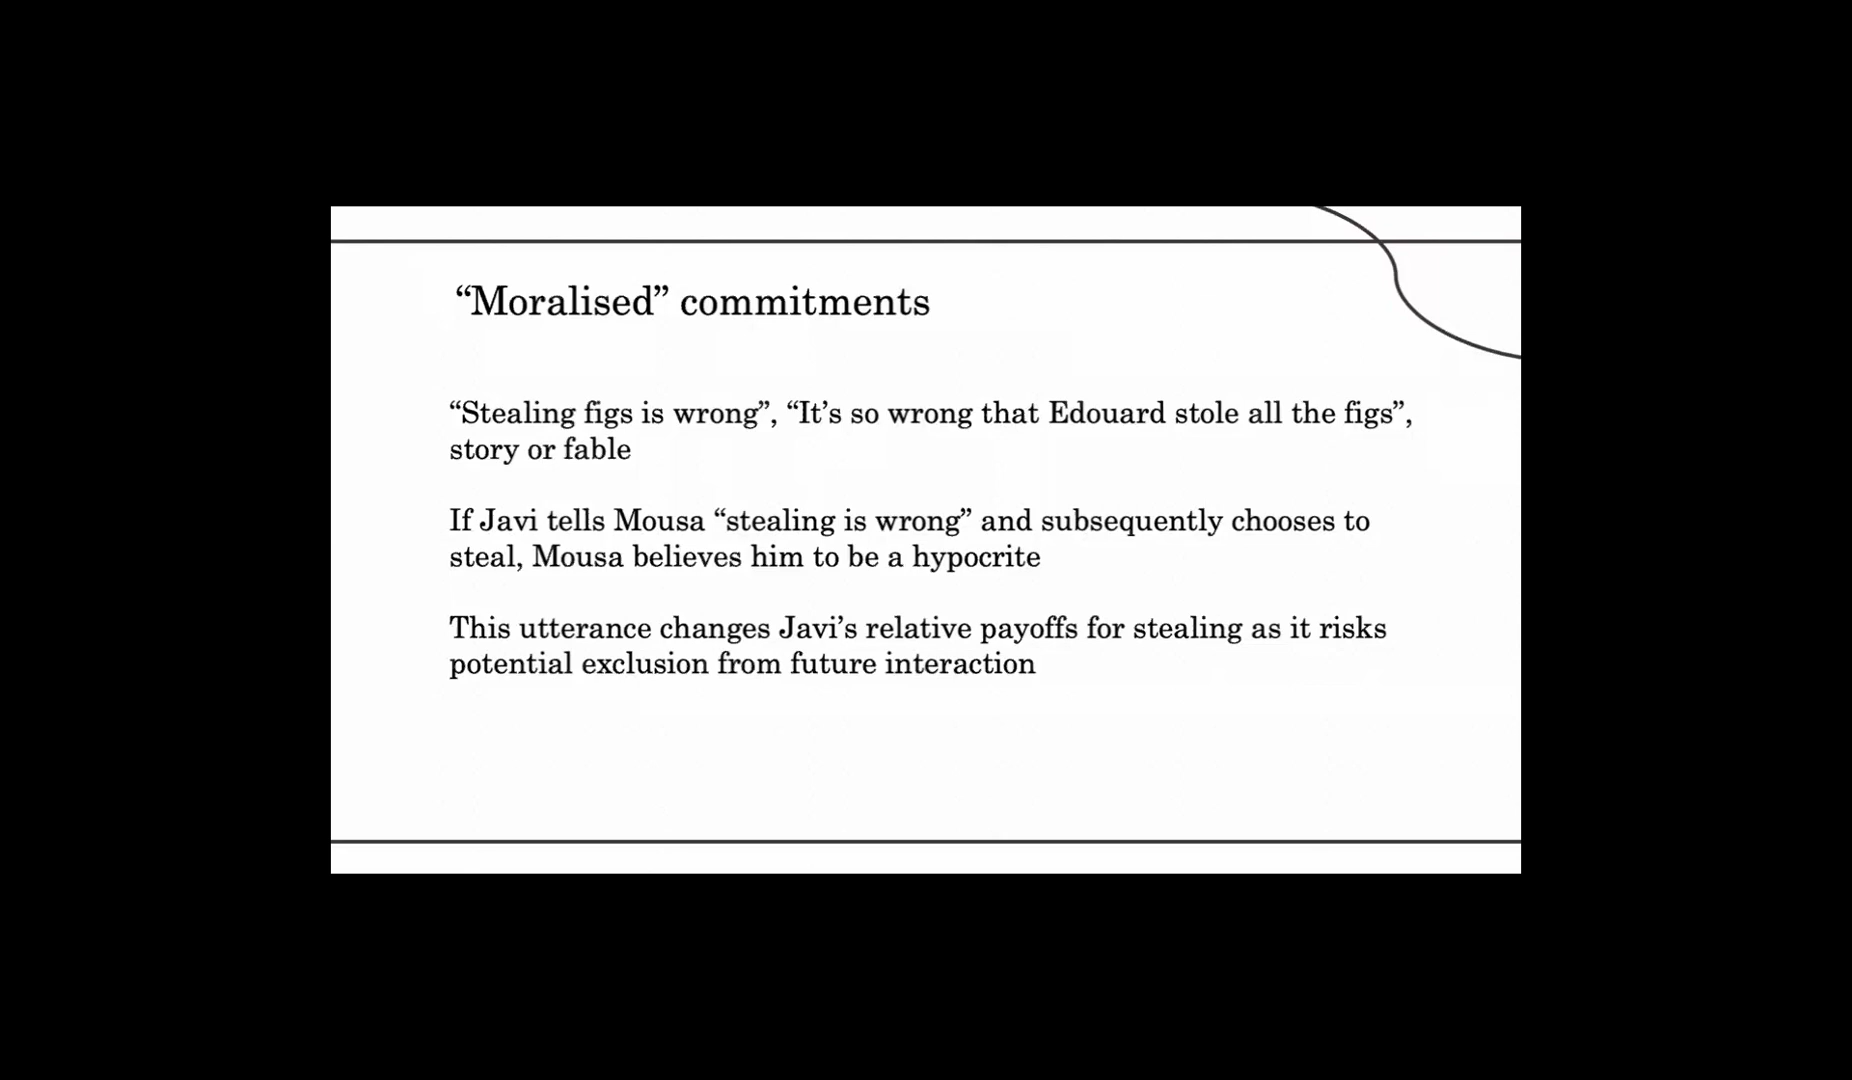 “Moralised” commitments
“Stealing figs is wrong”, “It’s so wrong that Edouard stole all the figs”,
story or fable
If Javi tells Mousa “stealing is wrong” and subsequently chooses to
steal, Mousa believes him to be a hypocrite
This utterance changes Javi’s relative payoffs for stealing as it risks
potential exclusion from future interaction